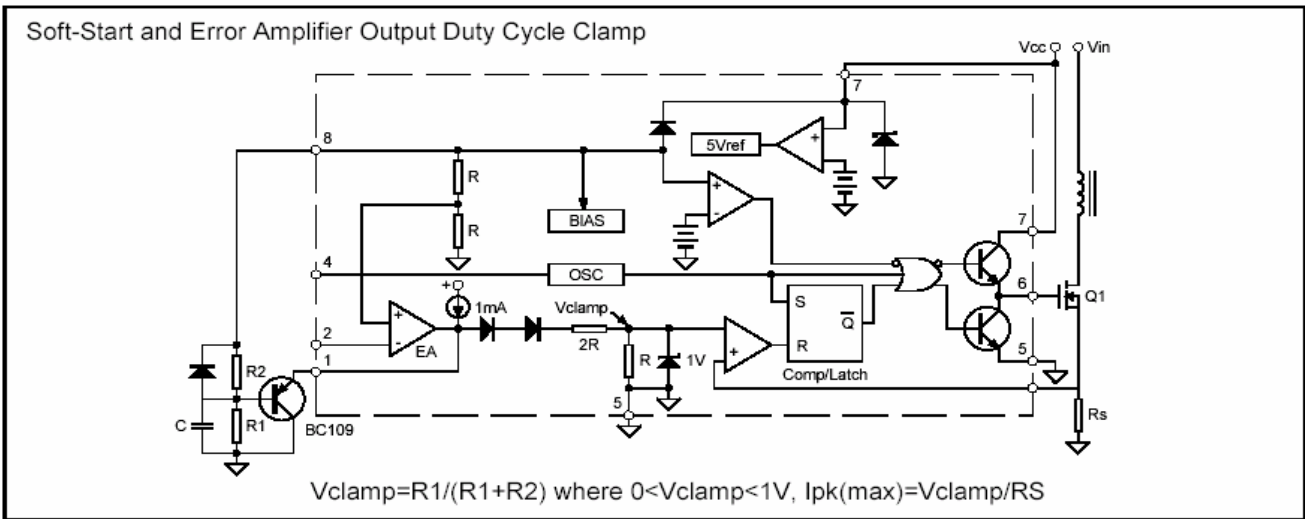 Soft-Start and Error Amplifier Output Duty Cycle Clamp
Vcc
Vin
7
8
5Vref
+
R
+
-
R
BIAS
7
4
OSC
+
1mA
Vclamp
S
Q
R
6
Q1
+
-
EA
2
2R
R
1V
+
Comp/Latch
5
1
R2
5
C
R1
BC109
Rs
Vclamp=R1/(R1+R2) where 0<Vclamp<1V, Ipk(max)=Vclamp/RS